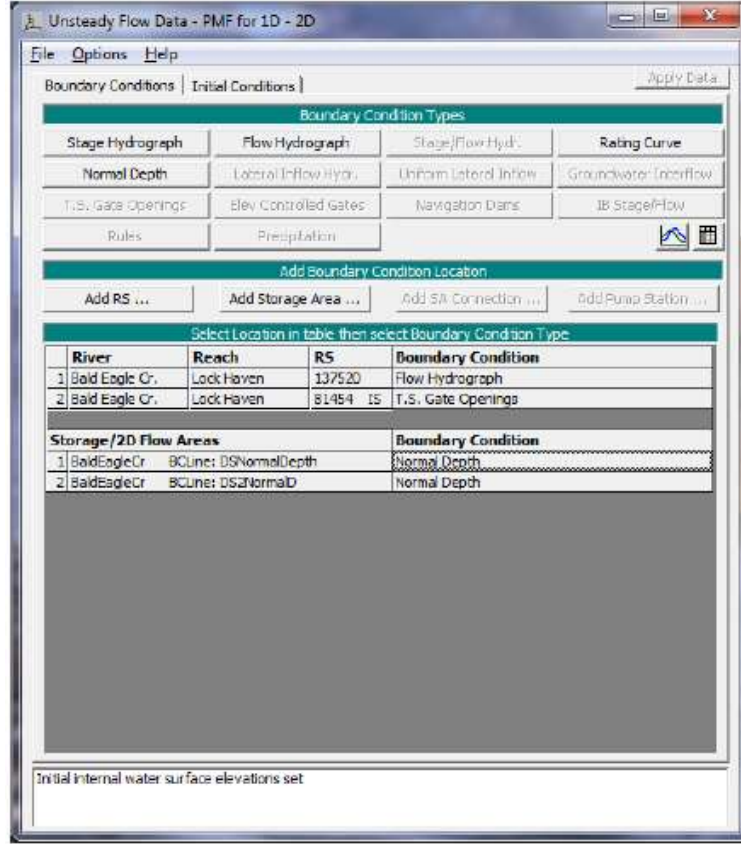 Unsteady Flow Data - PMF for 1D - 2D
File Options Help
Boundary Conditions Initial Conditions Apply Data
Boundary Condition Types
Stage Hydrograph Flow Hydrograph Stage/Flow Hydr. Rating Curve
Normal Depth Lateral Inflow Hydr. Uniform Lateral Inflow Groundwater Interflow
T.S. Gate Openings Elev Controlled Gates Navigation Dams IB Stage/Flow
Rules Precipitation
Add Boundary Condition Location
Add RS ... Add Storage Area ... Add SA Connection ... Add Pump Station ...
Select Location in table then select Boundary Condition Type
River Reach RS Boundary Condition
1 Bald Eagle Cr. Lock Haven 137520 Flow Hydrograph
2 Bald Eagle Cr. Lock Haven 81454 IS T.S. Gate Openings
Storage/2D Flow Areas Boundary Condition
1 BaldEagleCr BCLine: DSNormalDepth Normal Depth
2 BaldEagleCr BCLine: DS2NormalD Normal Depth
Initial internal water surface elevations set